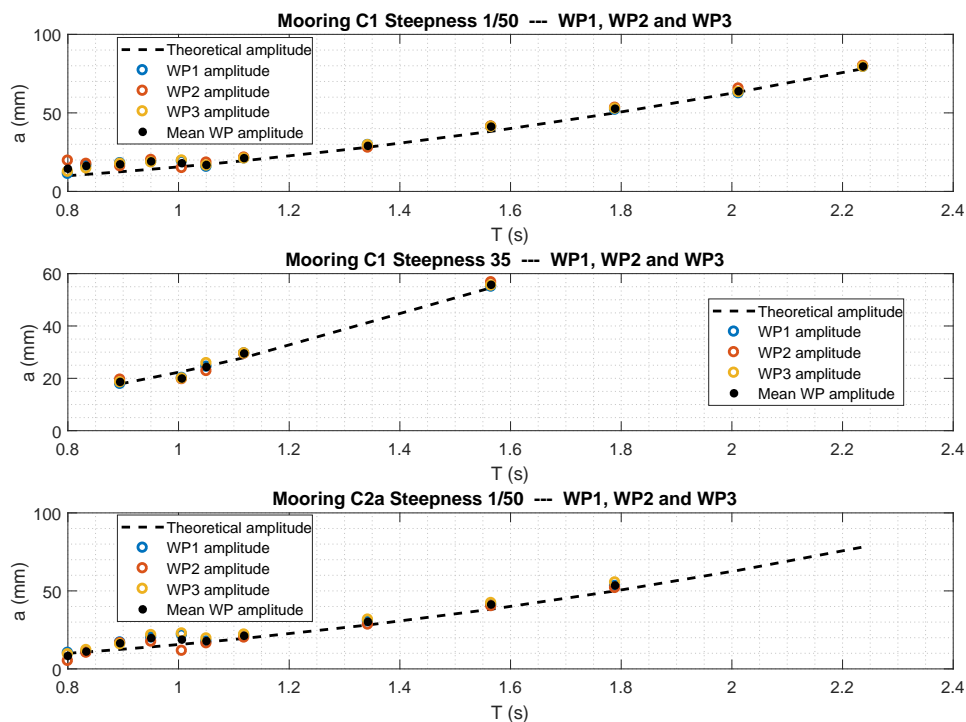 Mooring C1 Steepness 1/50 --- WP1, WP2 and WP3
100
50
0
a (mm)
Theoretical amplitude
WP1 amplitude
WP2 amplitude
WP3 amplitude
Mean WP amplitude
0.8 1 1.2 1.4 1.6 1.8 2 2.2 2.4
T (s)
Mooring C1 Steepness 35 --- WP1, WP2 and WP3
60
40
20
0
a (mm)
Theoretical amplitude
WP1 amplitude
WP2 amplitude
WP3 amplitude
Mean WP amplitude
0.8 1 1.2 1.4 1.6 1.8 2 2.2 2.4
T (s)
Mooring C2a Steepness 1/50 --- WP1, WP2 and WP3
100
50
0
a (mm)
Theoretical amplitude
WP1 amplitude
WP2 amplitude
WP3 amplitude
Mean WP amplitude
0.8 1 1.2 1.4 1.6 1.8 2 2.2 2.4
T (s)